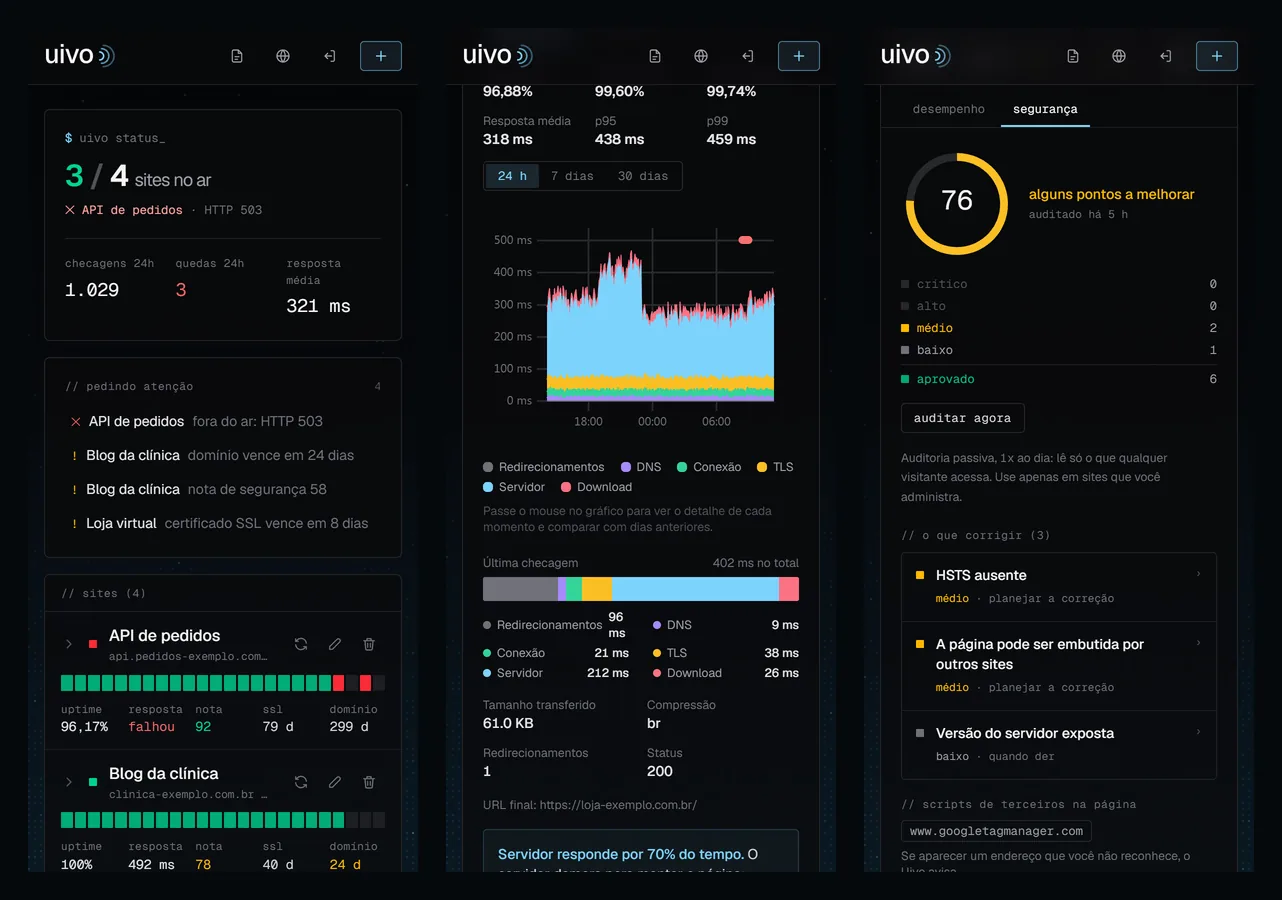 uivo
$ uivo status_
3 / 4 sites no ar
× API de pedidos · HTTP 503
checagens 24h quedas 24h resposta média
1.029 3 321 ms
// pedindo atenção 4
× API de pedidos fora do ar: HTTP 503
! Blog da clínica domínio vence em 24 dias
! Blog da clínica nota de segurança 58
! Loja virtual certificado SSL vence em 8 dias
// sites (4)
API de pedidos
api.pedidos-exemplo.com…
uptime resposta nota ssl domínio
96,17% falhou 92 79 d 299 d
Blog da clínica
clinica-exemplo.com.br …
uptime resposta nota ssl domínio
100% 492 ms 78 40 d 24 d
uivo
96,88% 99,60% 99,74%
Resposta média p95 p99
318 ms 438 ms 459 ms
24 h 7 dias 30 dias
500 ms
400 ms
300 ms
200 ms
100 ms
0 ms
18:00 00:00 06:00
Redirecionamentos DNS Conexão TLS
Servidor Download
Passe o mouse no gráfico para ver o detalhe de cada
momento e comparar com dias anteriores.
Última checagem 402 ms no total
Redirecionamentos 96 ms DNS 9 ms
Conexão 21 ms TLS 38 ms
Servidor 212 ms Download 26 ms
Tamanho transferido Compressão
61.0 KB br
Redirecionamentos Status
1 200
URL final: https://loja-exemplo.com.br/
Servidor responde por 70% do tempo. O
servidor demora para montar a página
uivo
desempenho segurança
76
alguns pontos a melhorar
auditado há 5 h
crítico 0
alto 0
médio 2
baixo 1
aprovado 6
auditar agora
Auditoria passiva, 1x ao dia: lê só o que qualquer
visitante acessa. Use apenas em sites que você
administra.
// o que corrigir (3)
HSTS ausente
médio · planejar a correção
A página pode ser embutida por
outros sites
médio · planejar a correção
Versão do servidor exposta
baixo · quando der
// scripts de terceiros na página
www.googletagmanager.com
Se aparecer um endereço que você não reconhece, o
Uivo avisa.